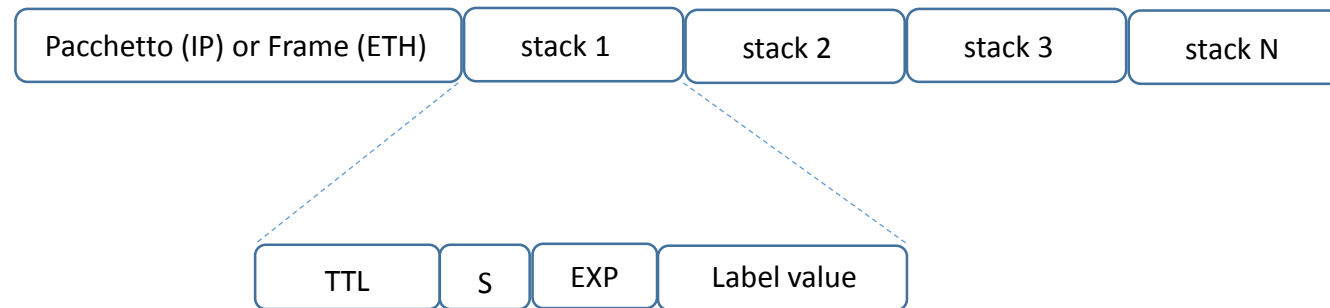 Pacchetto (IP) or Frame (ETH) stack 1 stack 2 stack 3 stack N
TTL S EXP Label value